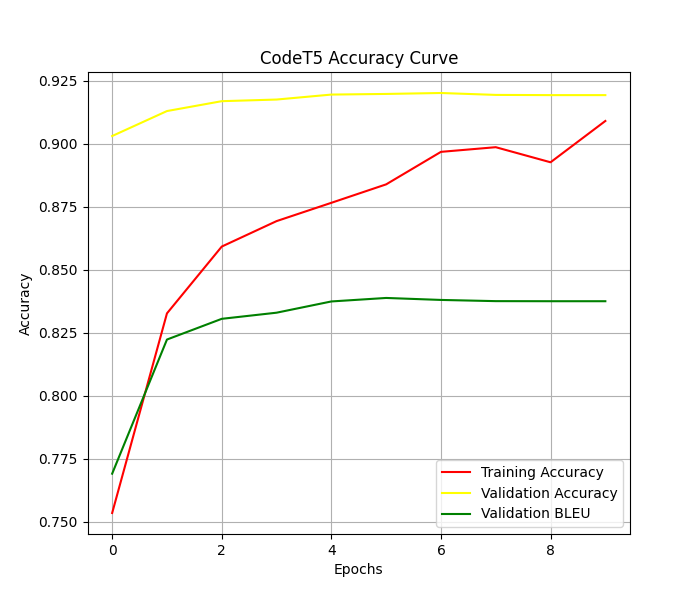 CodeT5 Accuracy Curve
0.925
0.900
0.875
0.850
0.825
0.800
0.775
0.750
Accuracy
0 2 4 6 8
Epochs
Training Accuracy
Validation Accuracy
Validation BLEU